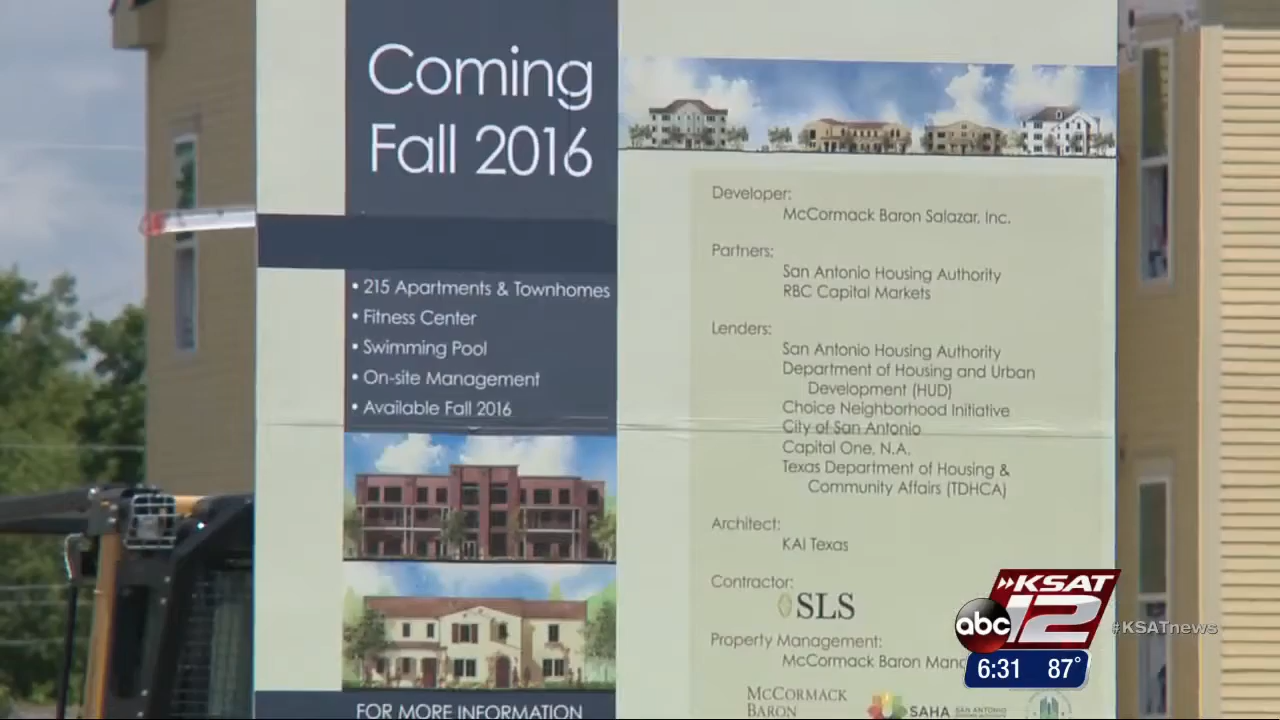 Coming
Fall 2016
• 215 Apartments & Townhomes
• Fitness Center
• Swimming Pool
• On-site Management
• Available Fall 2016
FOR MORE INFORMATION
Developer:
McCormack Baron Salazar, Inc.
Partners:
San Antonio Housing Authority
RBC Capital Markets
Lenders:
San Antonio Housing Authority
Department of Housing and Urban
Development (HUD)
Choice Neighborhood Initiative
City of San Antonio
Capital One, N.A.
Texas Department of Housing &
Community Affairs (TDHCA)
Architect:
KAI Texas
Contractor:
SLS
Property Management:
McCormack Baron
McCORMACK
BARON
SAHA
SAN ANTONIO
KSAT
abc 12
#KSATnews
6:31 87°